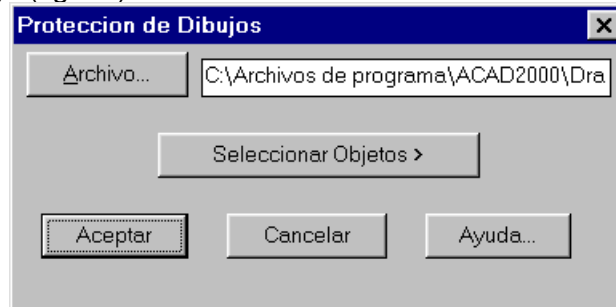 Proteccion de Dibujos
Archivo... C:\Archivos de programa\ACAD2000\Dra
Seleccionar Objetos >
Aceptar Cancelar Ayuda...